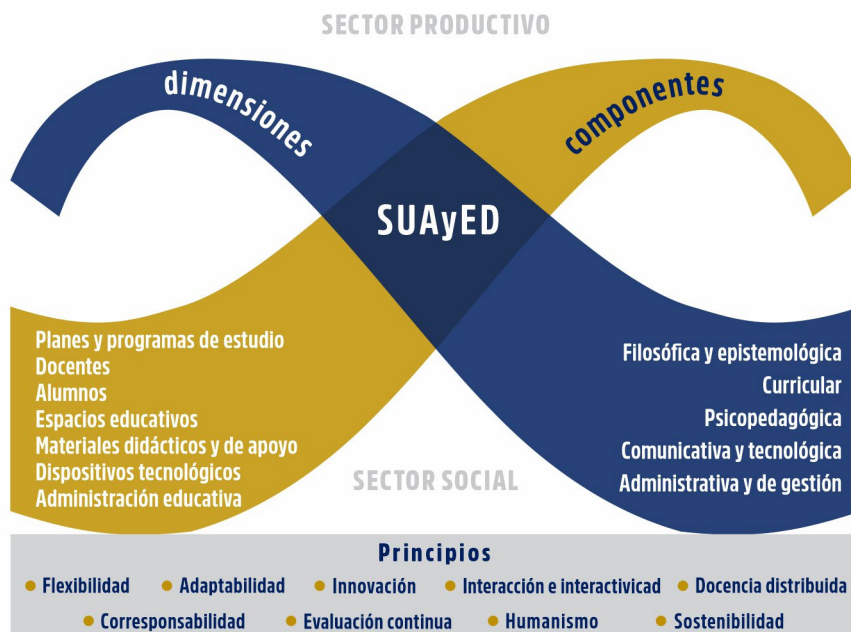 SECTOR PRODUCTIVO
dimensiones
componentes
SUAyED
Planes y programas de estudio
Docentes
Alumnos
Espacios educativos
Materiales didácticos y de apoyo
Dispositivos tecnológicos
Administración educativa
Filosófica y epistemológica
Curricular
Psicopedagógica
Comunicativa y tecnológica
Administrativa y de gestión
SECTOR SOCIAL
Principios
Flexibilidad Adaptabilidad Innovación Interacción e interactivicad Docencia distribuida
Corresponsabilidad Evaluación continua Humanismo Sostenibilidad